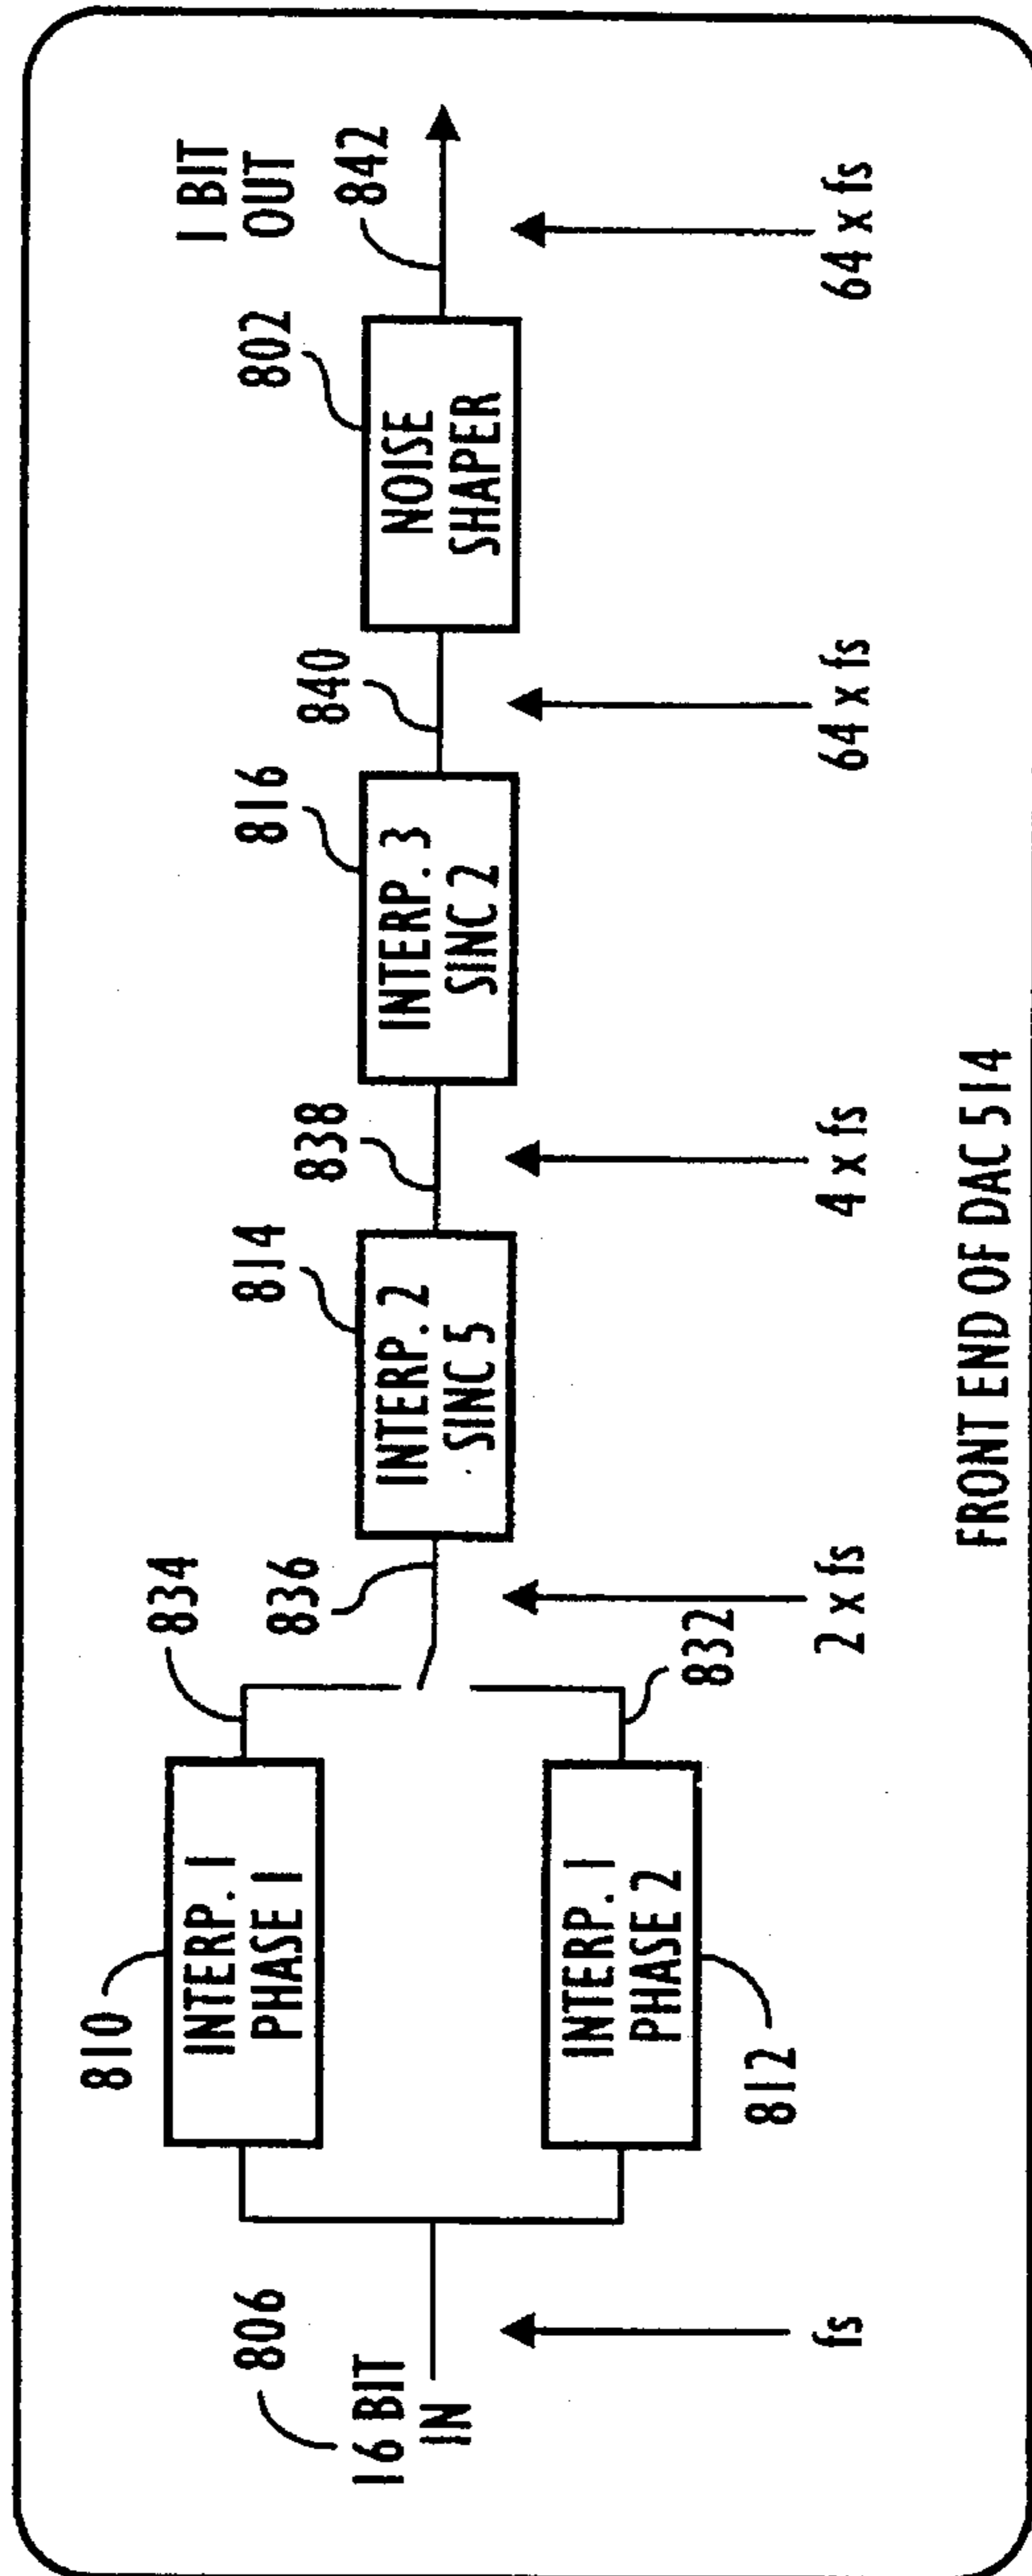 806
16 BIT
IN
fs
810
INTERP. 1
PHASE 1
834
INTERP. 1
PHASE 2
812
832
836
2 x fs
814
INTERP. 2
SINC 5
838
4 x fs
816
INTERP. 3
SINC 2
840
64 x fs
802
NOISE
SHAPER
1 BIT
OUT
842
64 x fs
FRONT END OF DAC 514